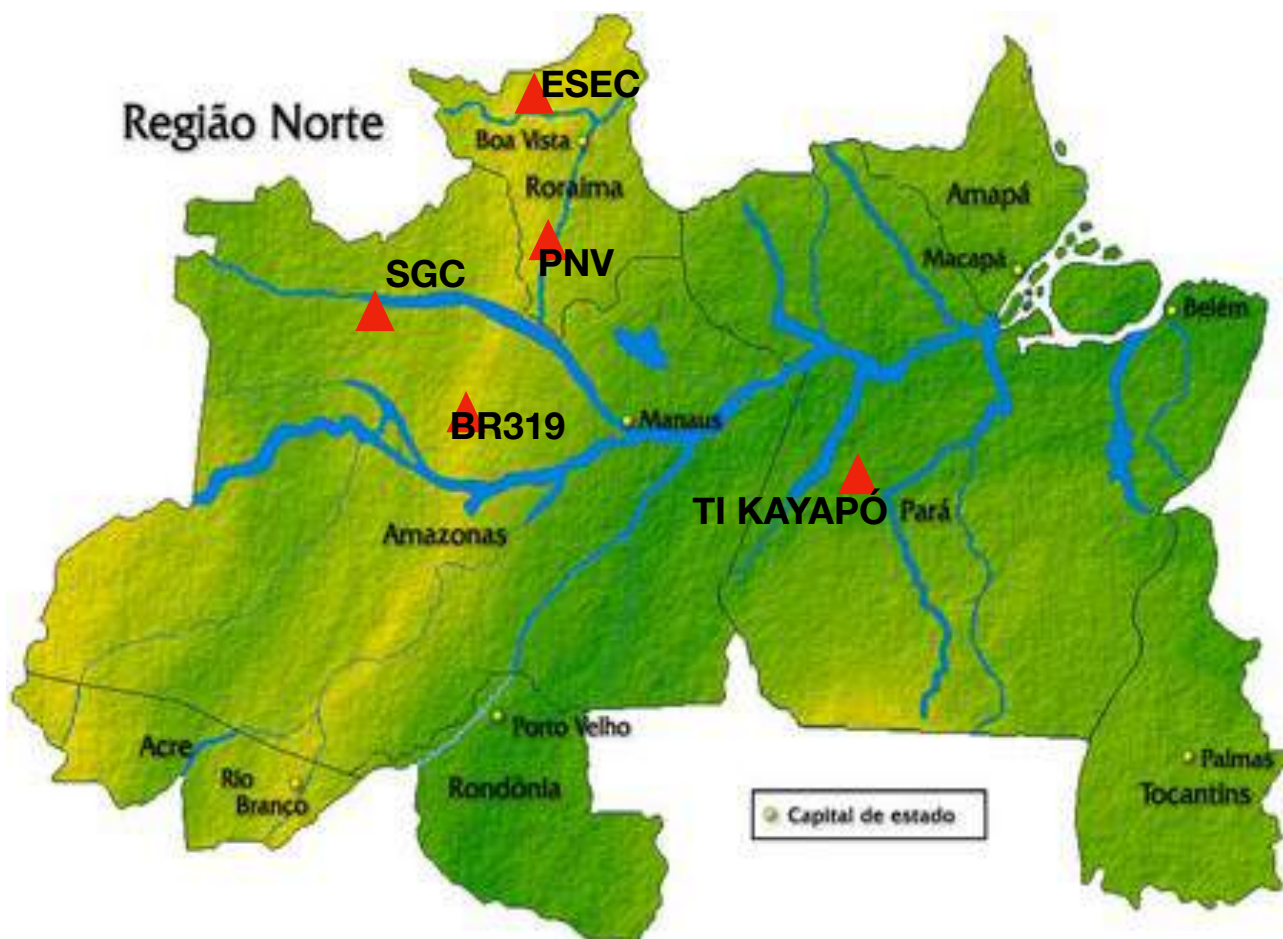 ESEC
Região Norte
Boa Vista
Roraima
Amapá
PNV
SGC
Macapá
Belém
BR319
Manaus
TI KAYAPÓ
Pará
Amazonas
Porto Velho
Acre
Rio
Branco
Rondônia
Palmas
Tocantins
Capital de estado